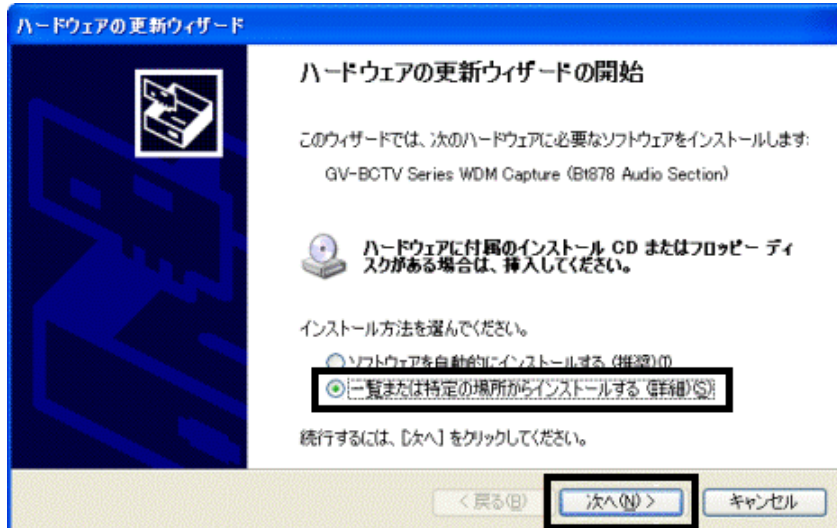 ハードウェアの更新ウィザード
ハードウェアの更新ウィザードの開始
このウィザードでは、次のハードウェアに必要なソフトウェアをインストールします:
GV-BCTV Series WDM Capture (Bt878 Audio Section)
ハードウェアに付属のインストール CD またはフロッピー ディ
スクがある場合は、挿入してください。
インストール方法を選んでください。
ソフトウェアを自動的にインストールする (推奨)(I)
一覧または特定の場所からインストールする (詳細)(S)
続行するには、[次へ] をクリックしてください。
< 戻る(B) 次へ(N) > キャンセル